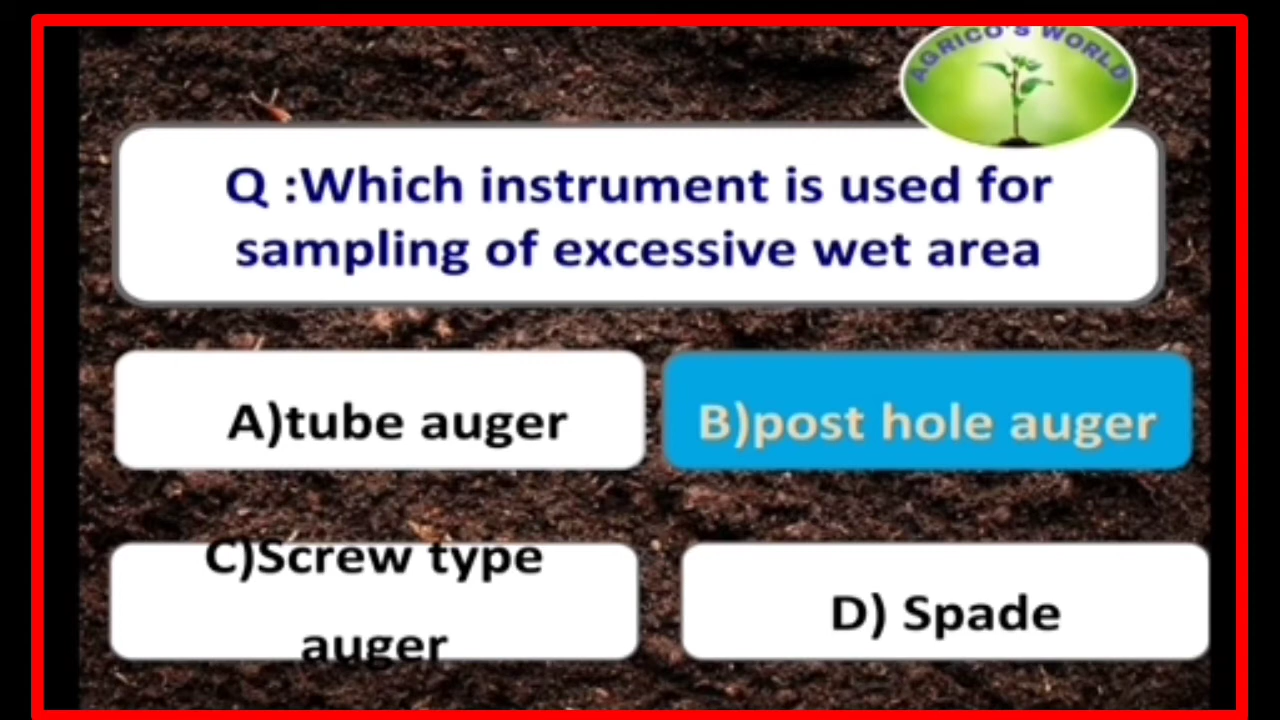 AGRICO'S WORLD
Q :Which instrument is used for
sampling of excessive wet area
A)tube auger
B)post hole auger
C)Screw type
auger
D) Spade